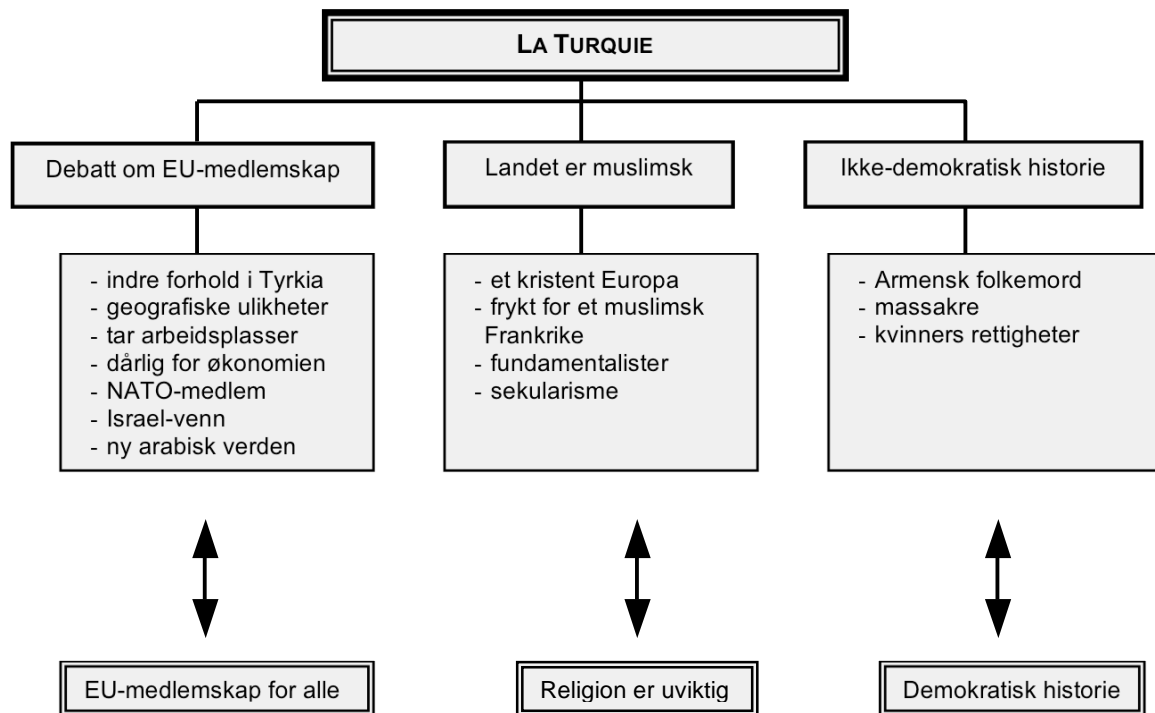 LA TURQUIE
Debatt om EU-medlemskap
Landet er muslimsk
Ikke-demokratisk historie
- indre forhold i Tyrkia
- geografiske ulikheter
- tar arbeidsplasser
- dårlig for økonomien
- NATO-medlem
- Israel-venn
- ny arabisk verden
- et kristent Europa
- frykt for et muslimsk
Frankrike
- fundamentalister
- sekularisme
- Armensk folkemord
- massakre
- kvinners rettigheter
EU-medlemskap for alle
Religion er uviktig
Demokratisk historie